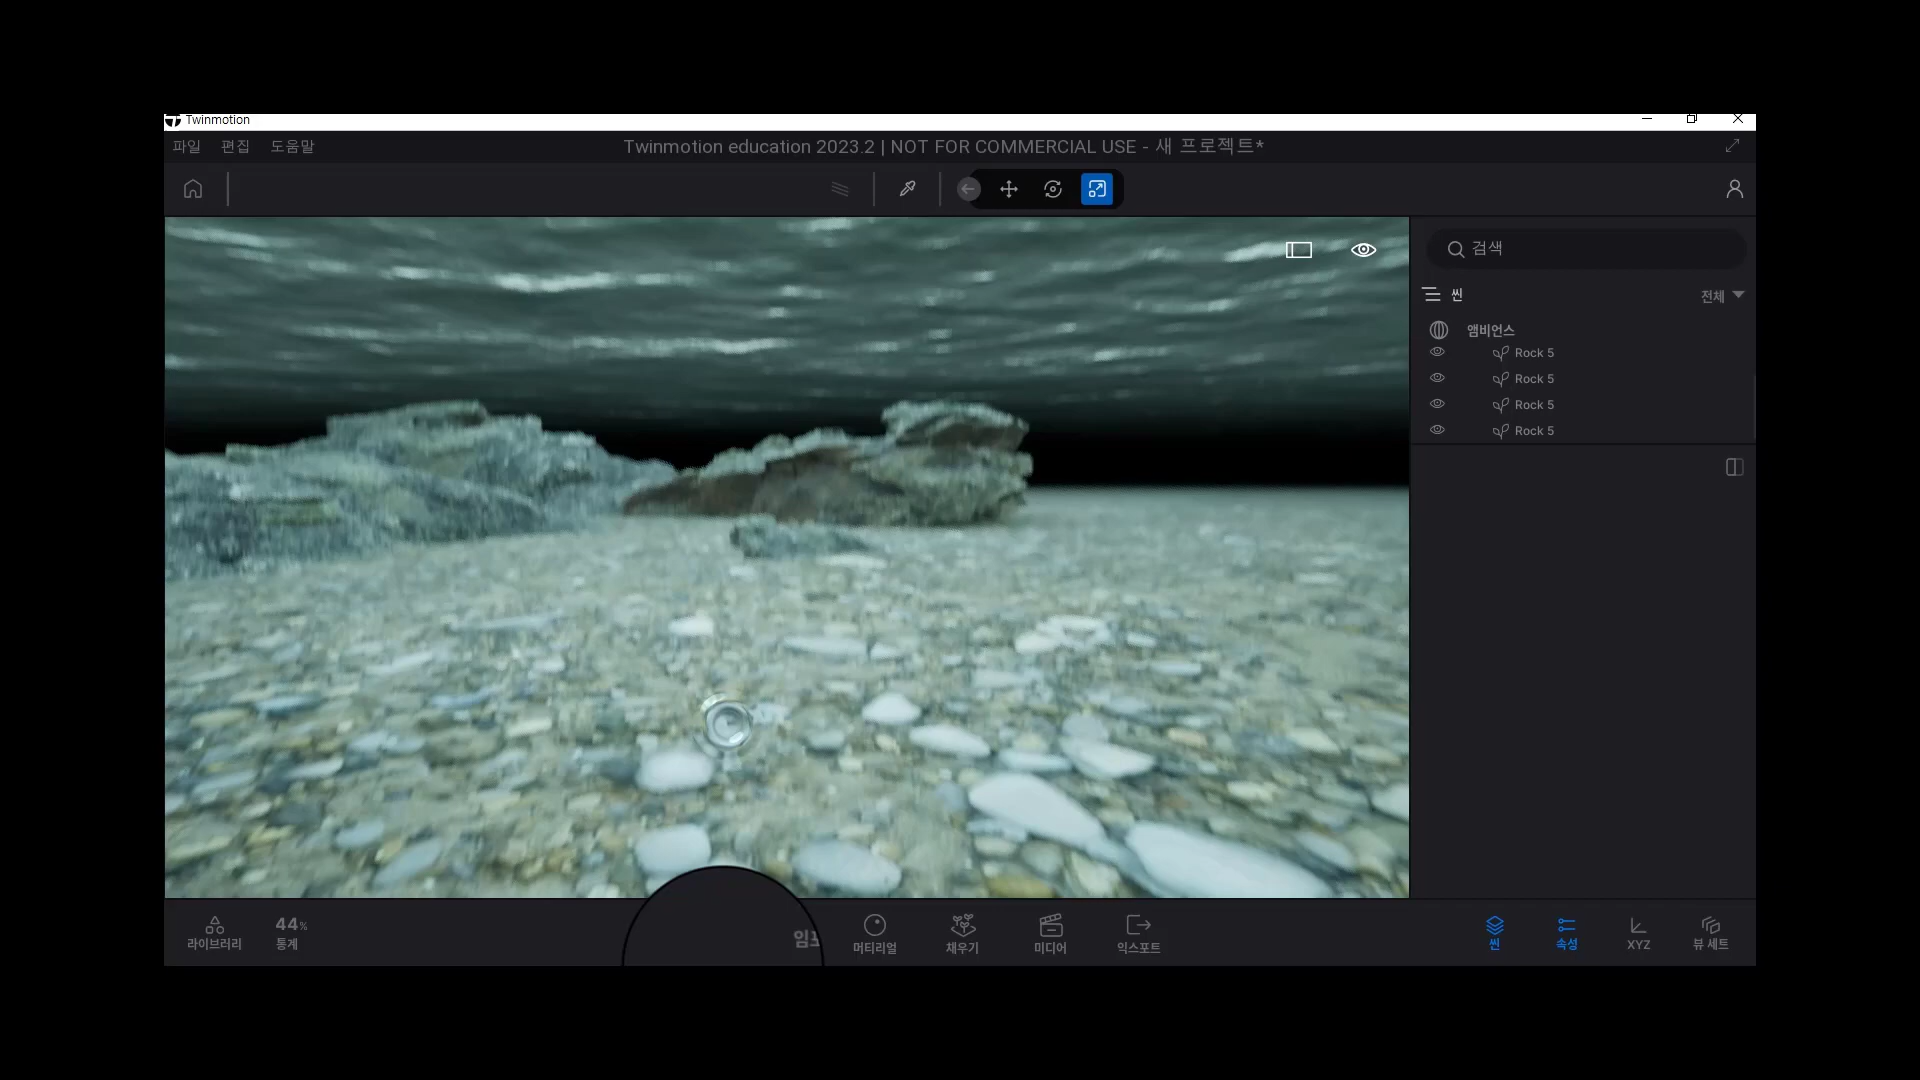 Twinmotion
파일 편집 도움말
Twinmotion education 2023.2 | NOT FOR COMMERCIAL USE - 새 프로젝트*
검색
씬 전체
앰비언스
Rock 5
Rock 5
Rock 5
Rock 5
라이브러리
44%
통계
머티리얼
채우기
미디어
익스포트
씬
속성
XYZ
뷰 세트